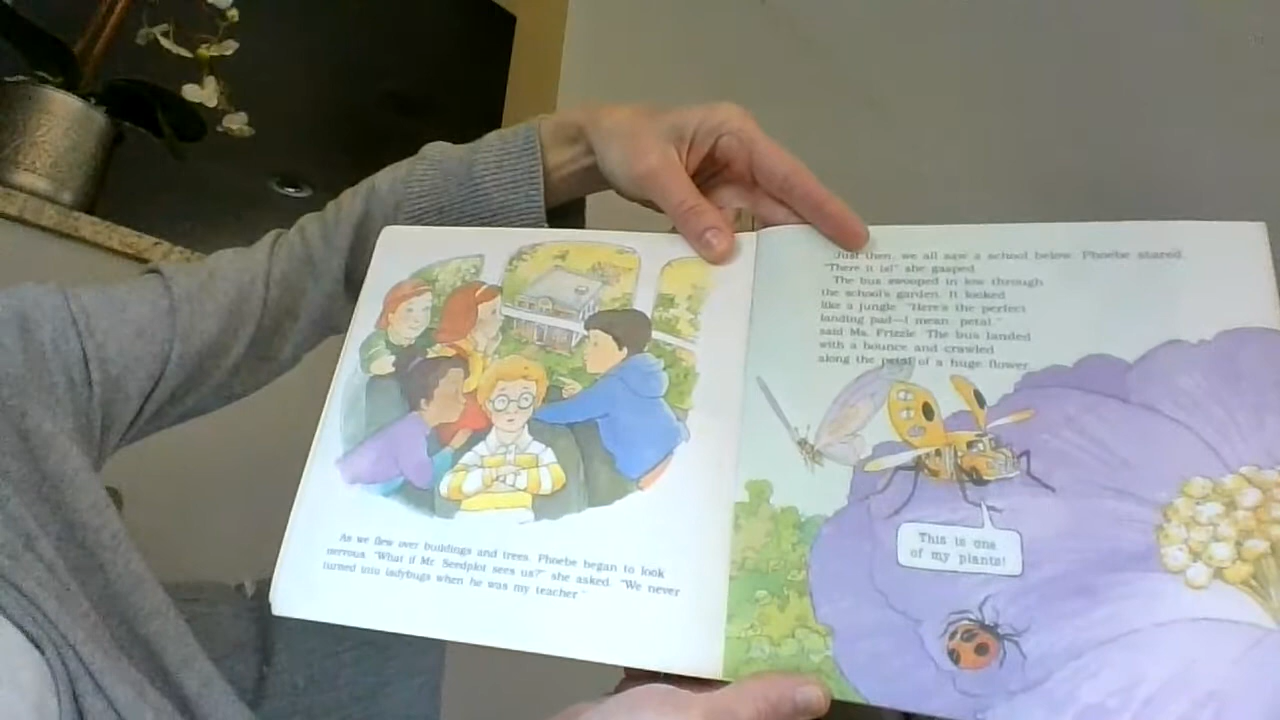 As we flew over buildings and trees, Phoebe began to look
nervous. "What if Mr. Seedplot sees us?" she asked. "We never
turned into ladybugs when he was my teacher."
Just then, we all saw a school below. Phoebe stared.
"There it is!" she gasped.
The bus swooped in low through
the school's garden. It looked
like a jungle. "Here's the perfect
landing pad—I mean, petal,"
said Ms. Frizzle. The bus landed
with a bounce and crawled
along the petal of a huge flower.
This is one
of my plants!